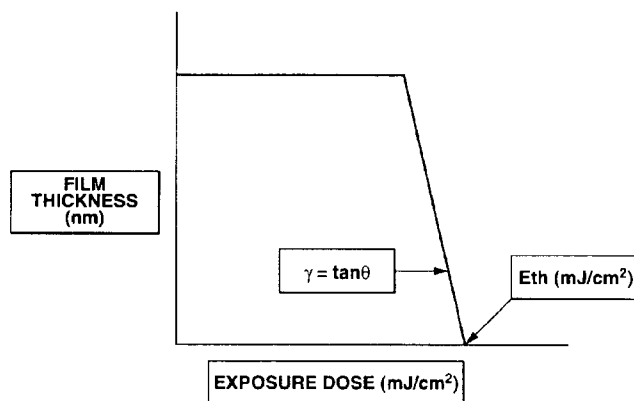 FILM
THICKNESS
(nm)
γ = tanθ
Eth (mJ/cm²)
EXPOSURE DOSE (mJ/cm²)